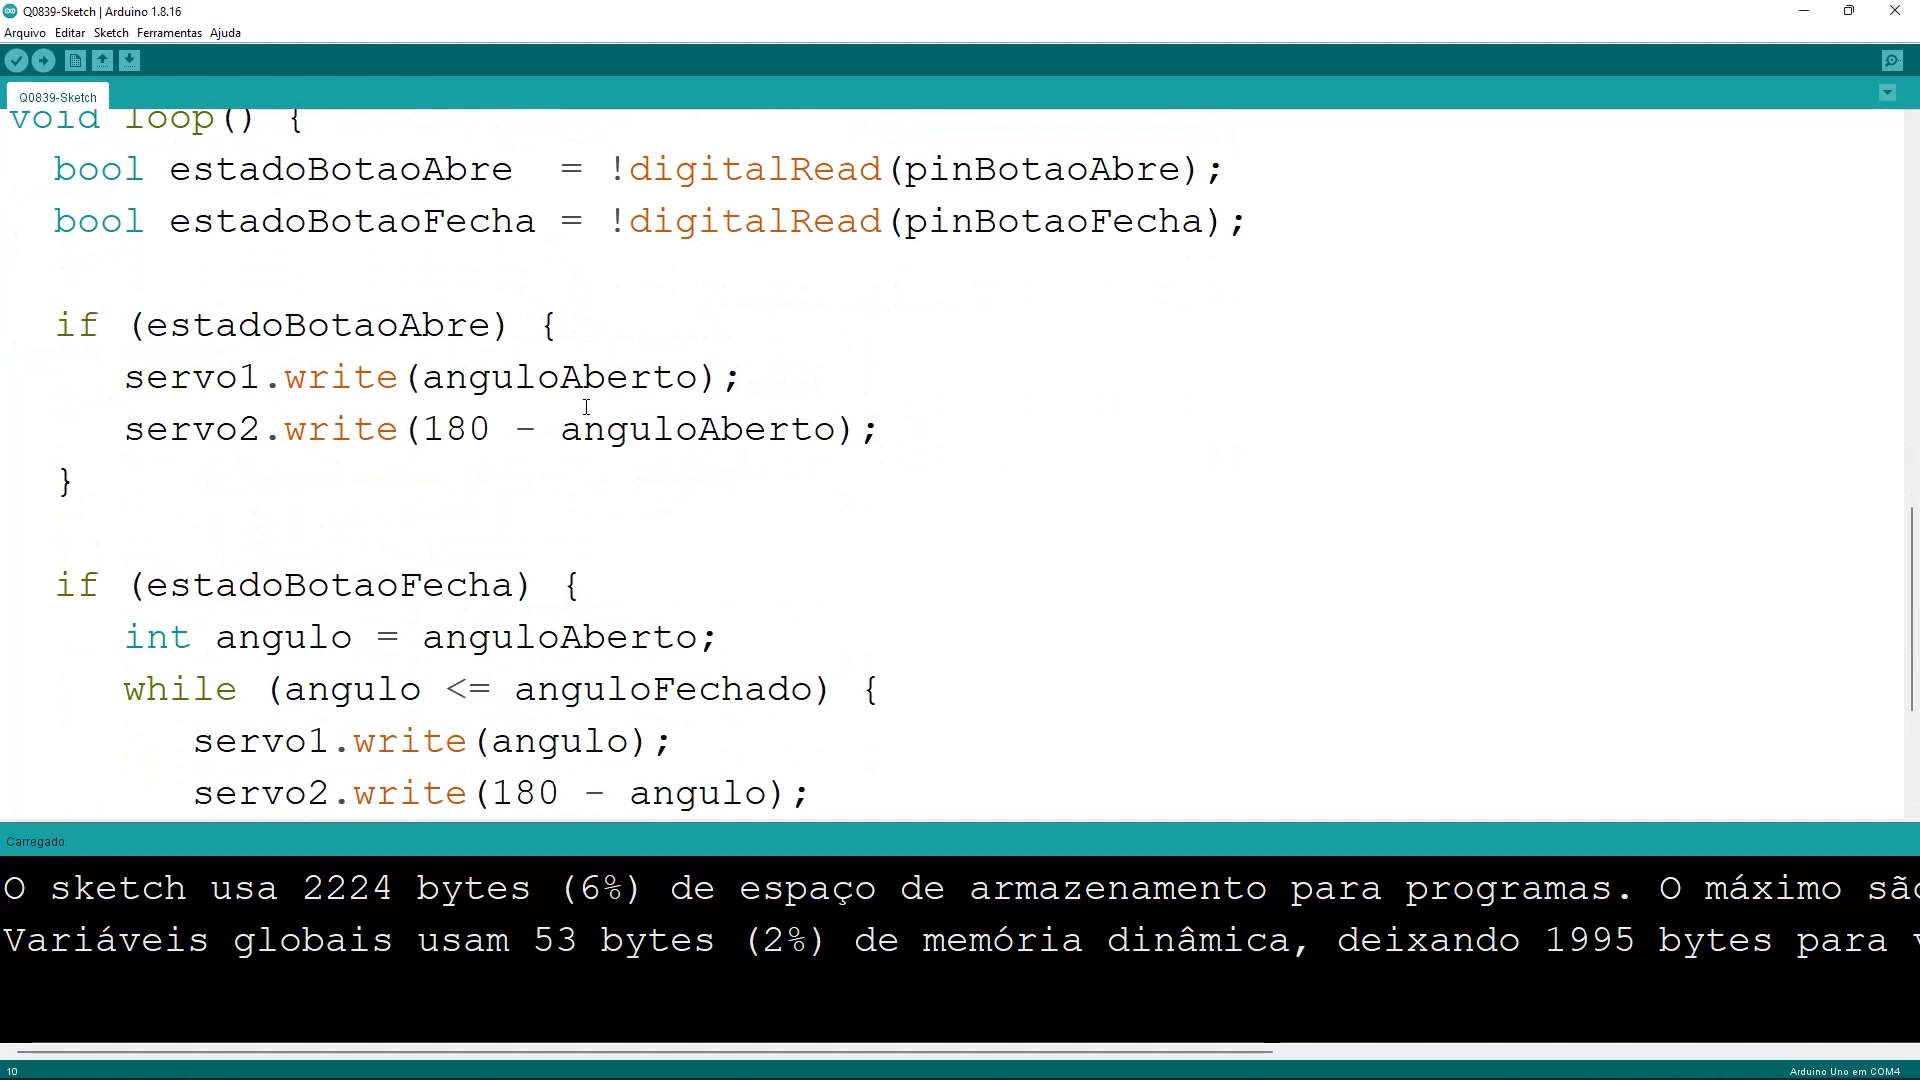 Q0839-Sketch | Arduino 1.8.16
Arquivo Editar Sketch Ferramentas Ajuda
Q0839-Sketch
void loop() {
bool estadoBotaoAbre = !digitalRead(pinBotaoAbre);
bool estadoBotaoFecha = !digitalRead(pinBotaoFecha);
if (estadoBotaoAbre) {
servo1.write(anguloAberto);
servo2.write(180 - anguloAberto);
}
if (estadoBotaoFecha) {
int angulo = anguloAberto;
while (angulo <= anguloFechado) {
servo1.write(angulo);
servo2.write(180 - angulo);
Carregado.
O sketch usa 2224 bytes (6%) de espaço de armazenamento para programas. O máximo são
Variáveis globais usam 53 bytes (2%) de memória dinâmica, deixando 1995 bytes para
10
Arduino Uno em COM4